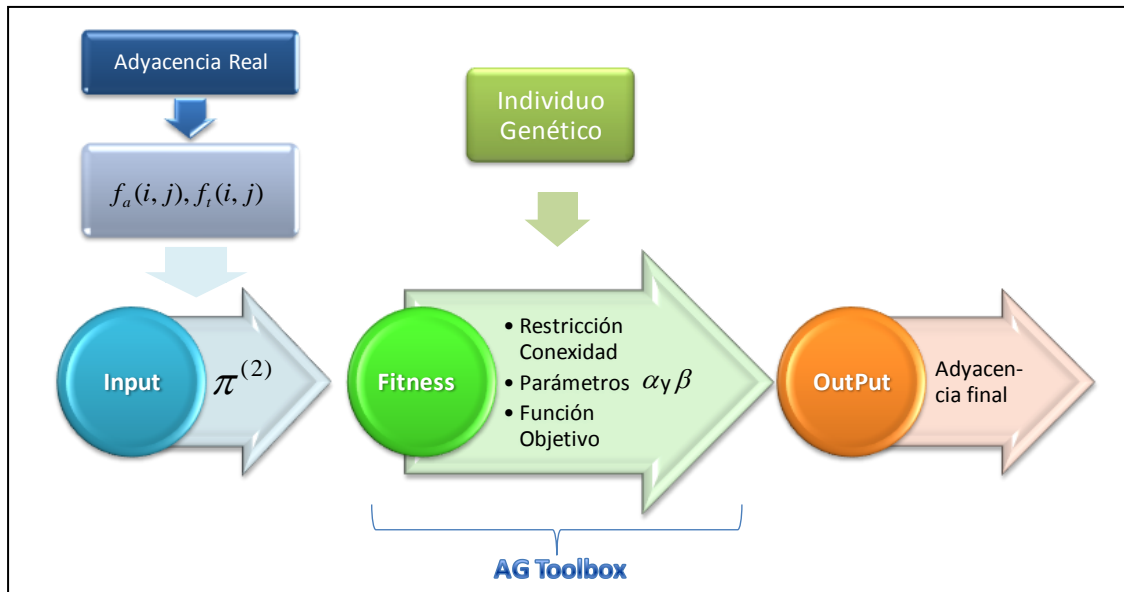 Adyacencia Real
f_a(i, j), f_t(i, j)
Individuo
Genético
Input
π^(2)
Fitness
• Restricción
Conexidad
• Parámetros α y β
• Función
Objetivo
OutPut
Adyacen-
cia final
AG Toolbox